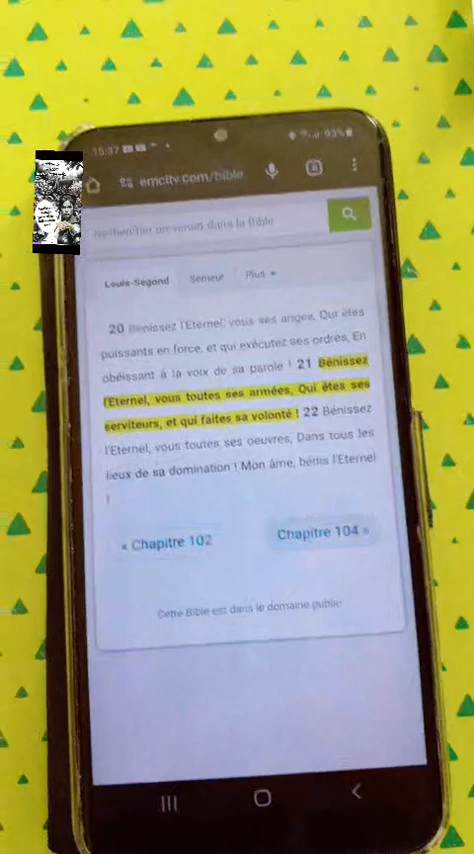 15:37
93%
emcitv.com/bible
Rechercher un verset dans la Bible
Louis-Segond Semeur Plus
20 Bénissez l'Eternel, vous ses anges, Qui êtes
puissants en force, et qui exécutez ses ordres, En
obéissant à la voix de sa parole ! 21 Bénissez
l'Eternel, vous toutes ses armées, Qui êtes ses
serviteurs, et qui faites sa volonté ! 22 Bénissez
l'Eternel, vous toutes ses oeuvres, Dans tous les
lieux de sa domination ! Mon âme, bénis l'Eternel
!
« Chapitre 102
Chapitre 104 »
Cette Bible est dans le domaine public